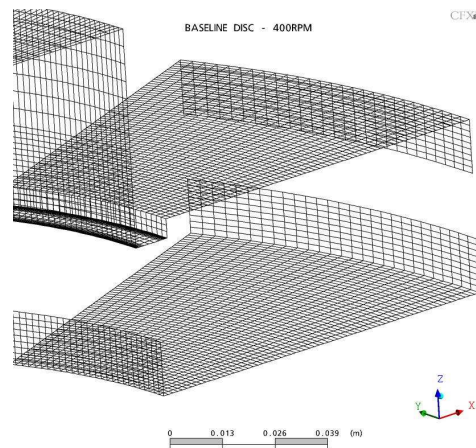 BASELINE DISC - 400RPM
CFX
Z
Y
X
0 0.013 0.026 0.039 (m)